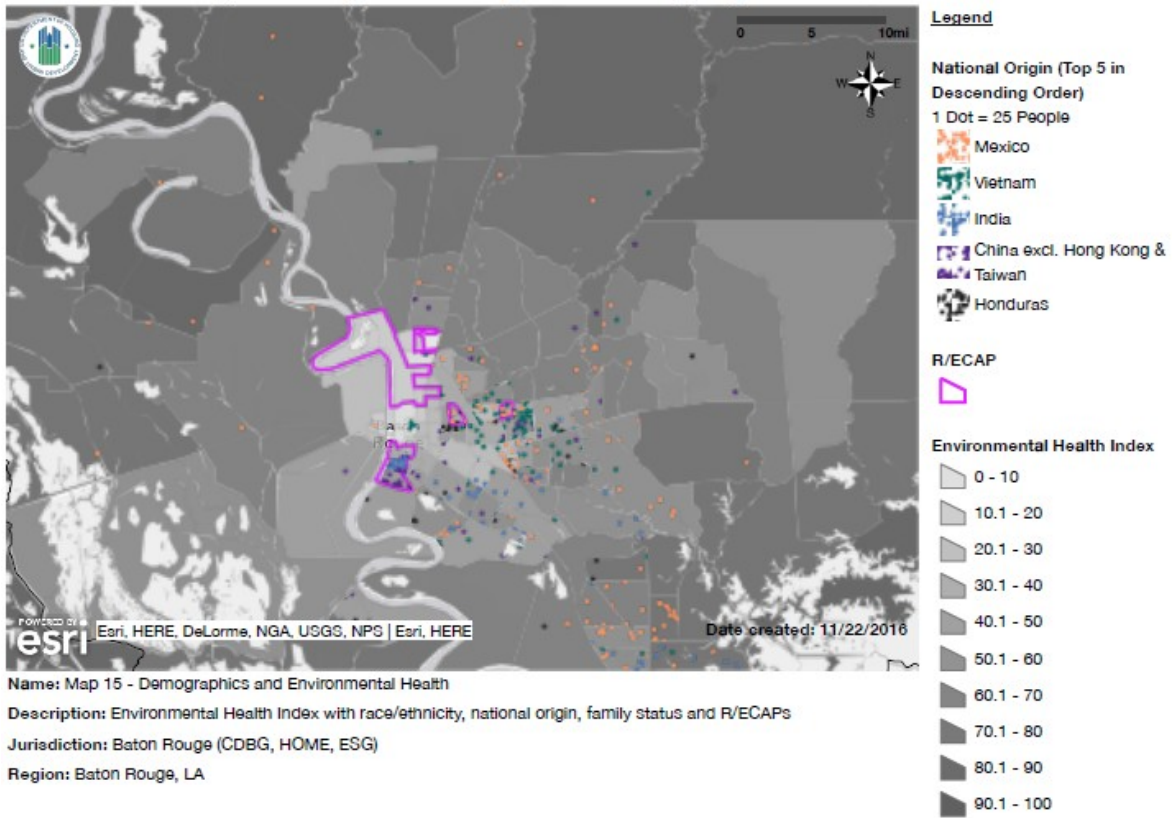 0 5 10mi
N
W E
S
Baton
Rouge
POWERED BY
esri
Esri, HERE, DeLorme, NGA, USGS, NPS | Esri, HERE
Date created: 11/22/2016
Name: Map 15 - Demographics and Environmental Health
Description: Environmental Health Index with race/ethnicity, national origin, family status and R/ECAPs
Jurisdiction: Baton Rouge (CDBG, HOME, ESG)
Region: Baton Rouge, LA
Legend
National Origin (Top 5 in
Descending Order)
1 Dot = 25 People
Mexico
Vietnam
India
China excl. Hong Kong &
Taiwan
Honduras
R/ECAP
Environmental Health Index
0 - 10
10.1 - 20
20.1 - 30
30.1 - 40
40.1 - 50
50.1 - 60
60.1 - 70
70.1 - 80
80.1 - 90
90.1 - 100